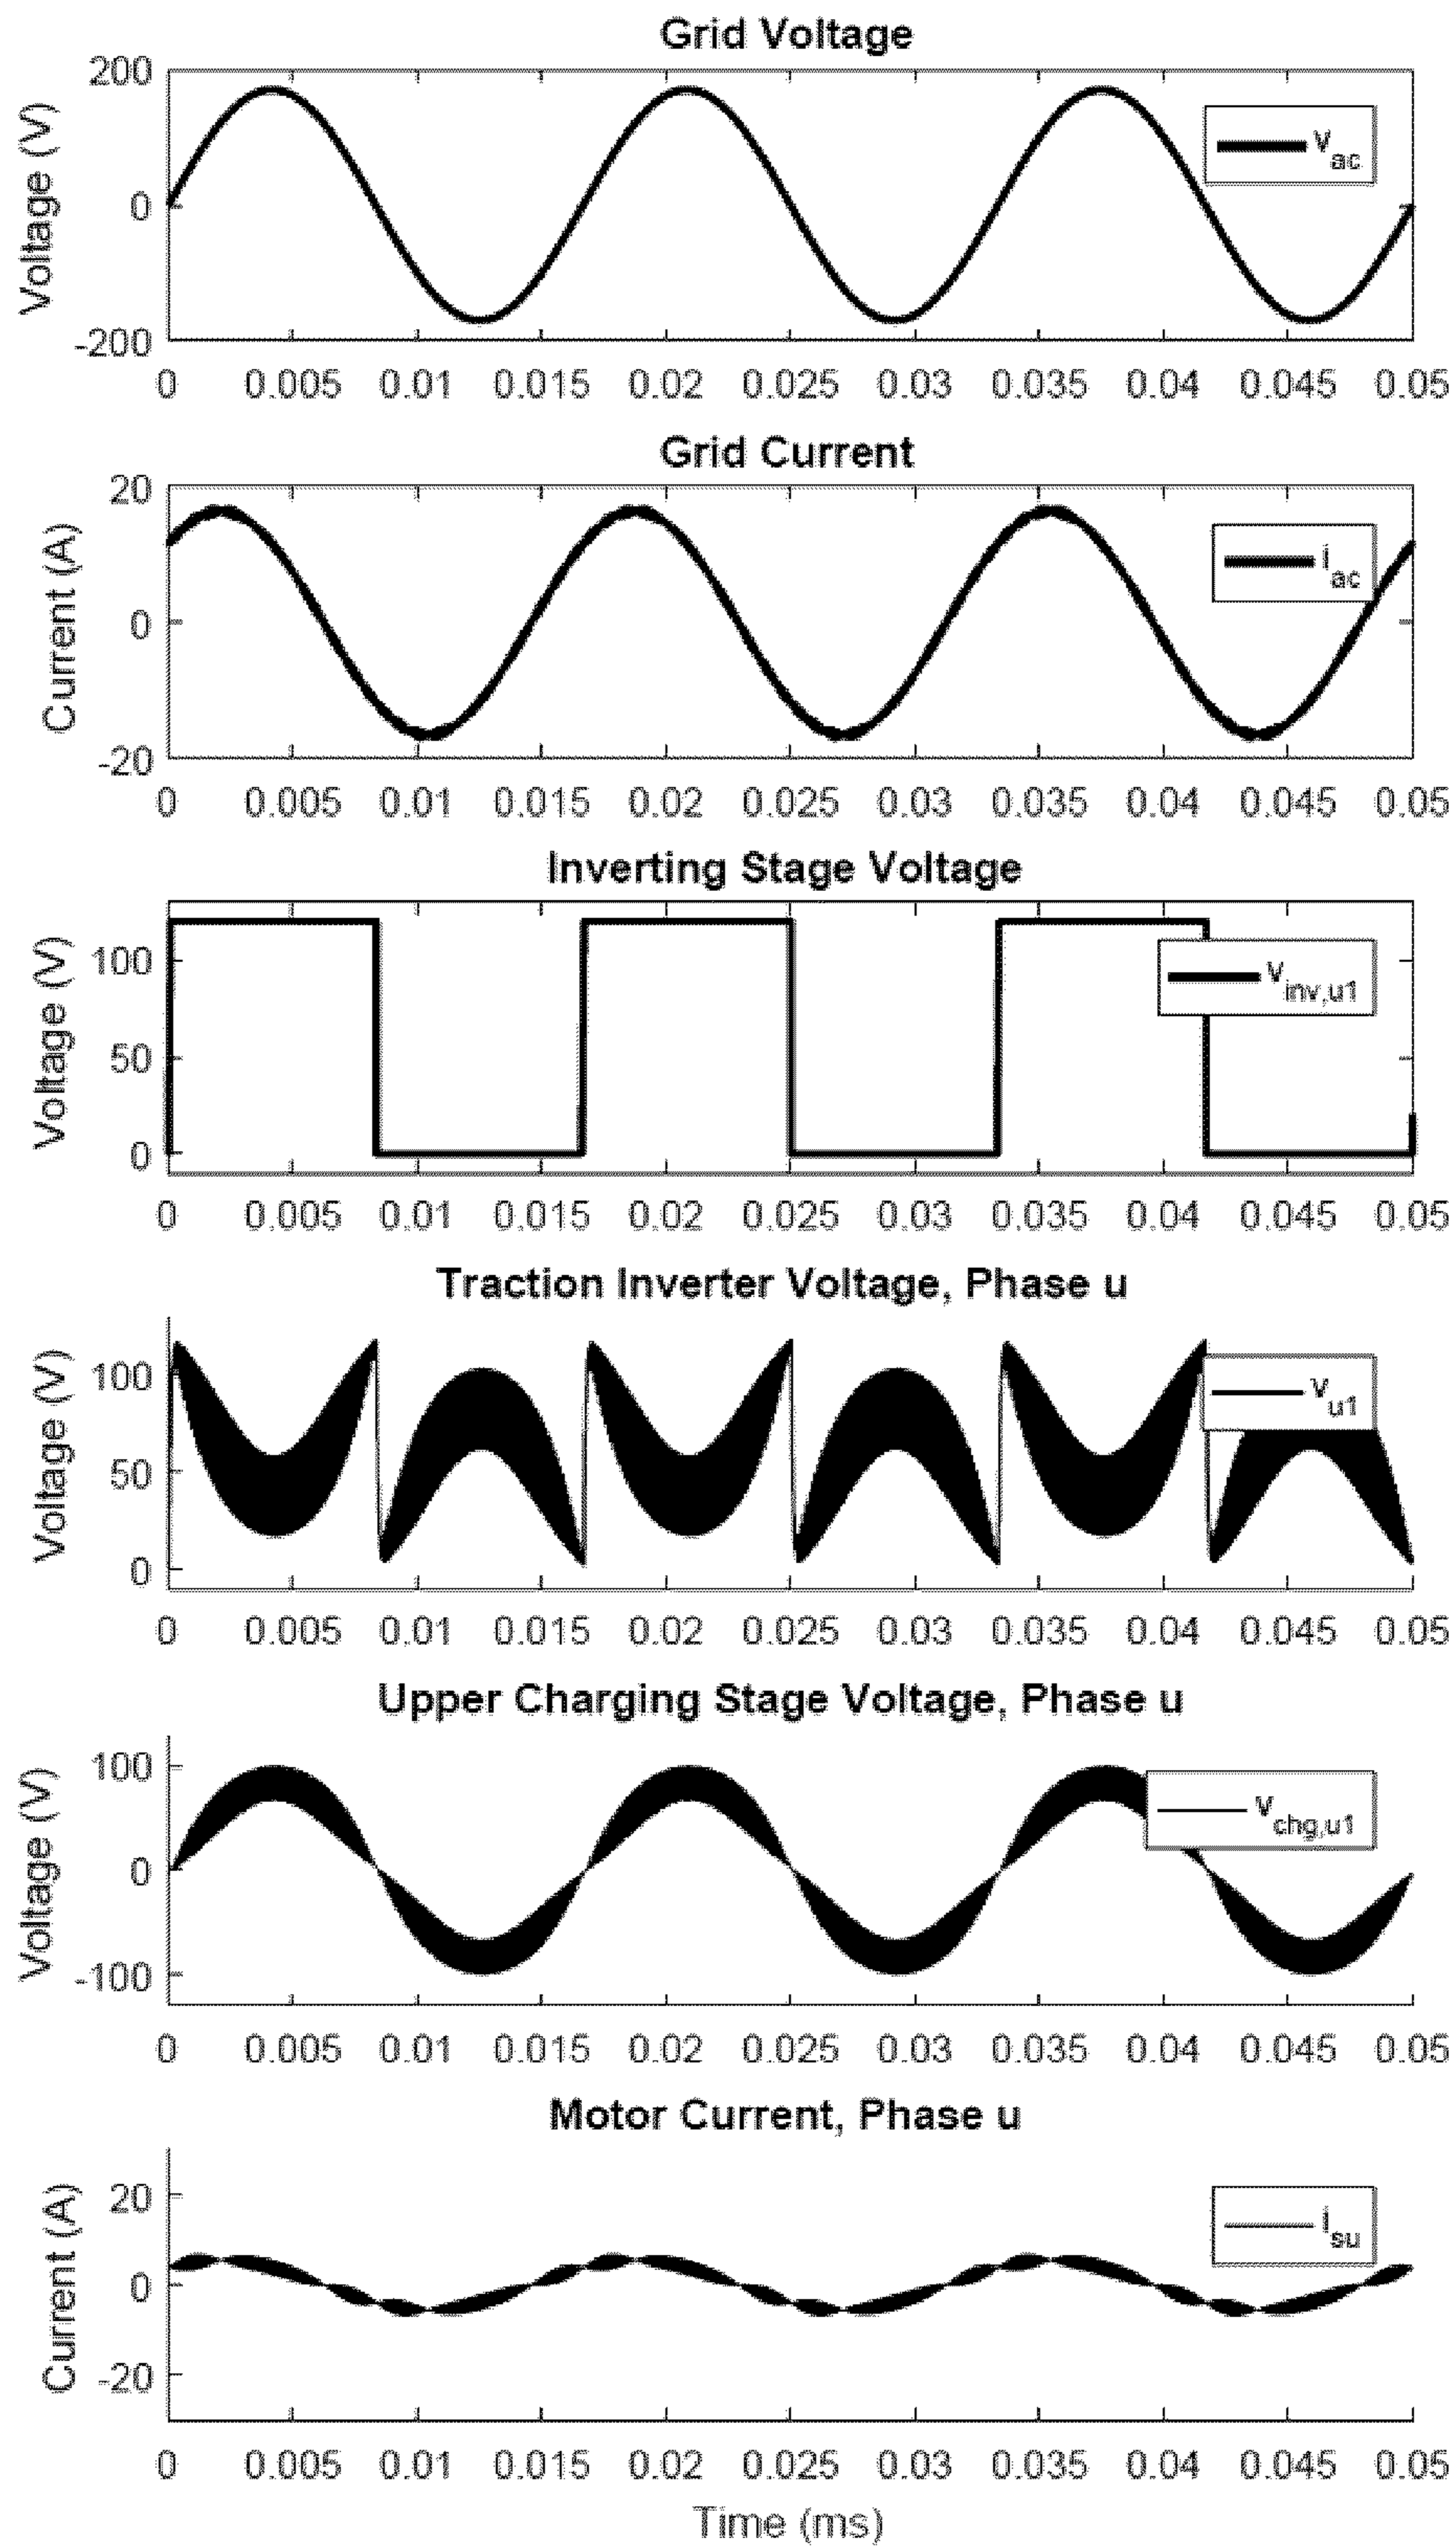 Grid Voltage
Voltage (V)
200
0
-200
v_ac
0 0.005 0.01 0.015 0.02 0.025 0.03 0.035 0.04 0.045 0.05
Grid Current
Current (A)
20
0
-20
i_ac
0 0.005 0.01 0.015 0.02 0.025 0.03 0.035 0.04 0.045 0.05
Inverting Stage Voltage
Voltage (V)
100
50
0
v_inv,u1
0 0.005 0.01 0.015 0.02 0.025 0.03 0.035 0.04 0.045 0.05
Traction Inverter Voltage, Phase u
Voltage (V)
100
50
0
v_u1
0 0.005 0.01 0.015 0.02 0.025 0.03 0.035 0.04 0.045 0.05
Upper Charging Stage Voltage, Phase u
Voltage (V)
100
0
-100
v_chg,u1
0 0.005 0.01 0.015 0.02 0.025 0.03 0.035 0.04 0.045 0.05
Motor Current, Phase u
Current (A)
20
0
-20
i_su
0 0.005 0.01 0.015 0.02 0.025 0.03 0.035 0.04 0.045 0.05
Time (ms)